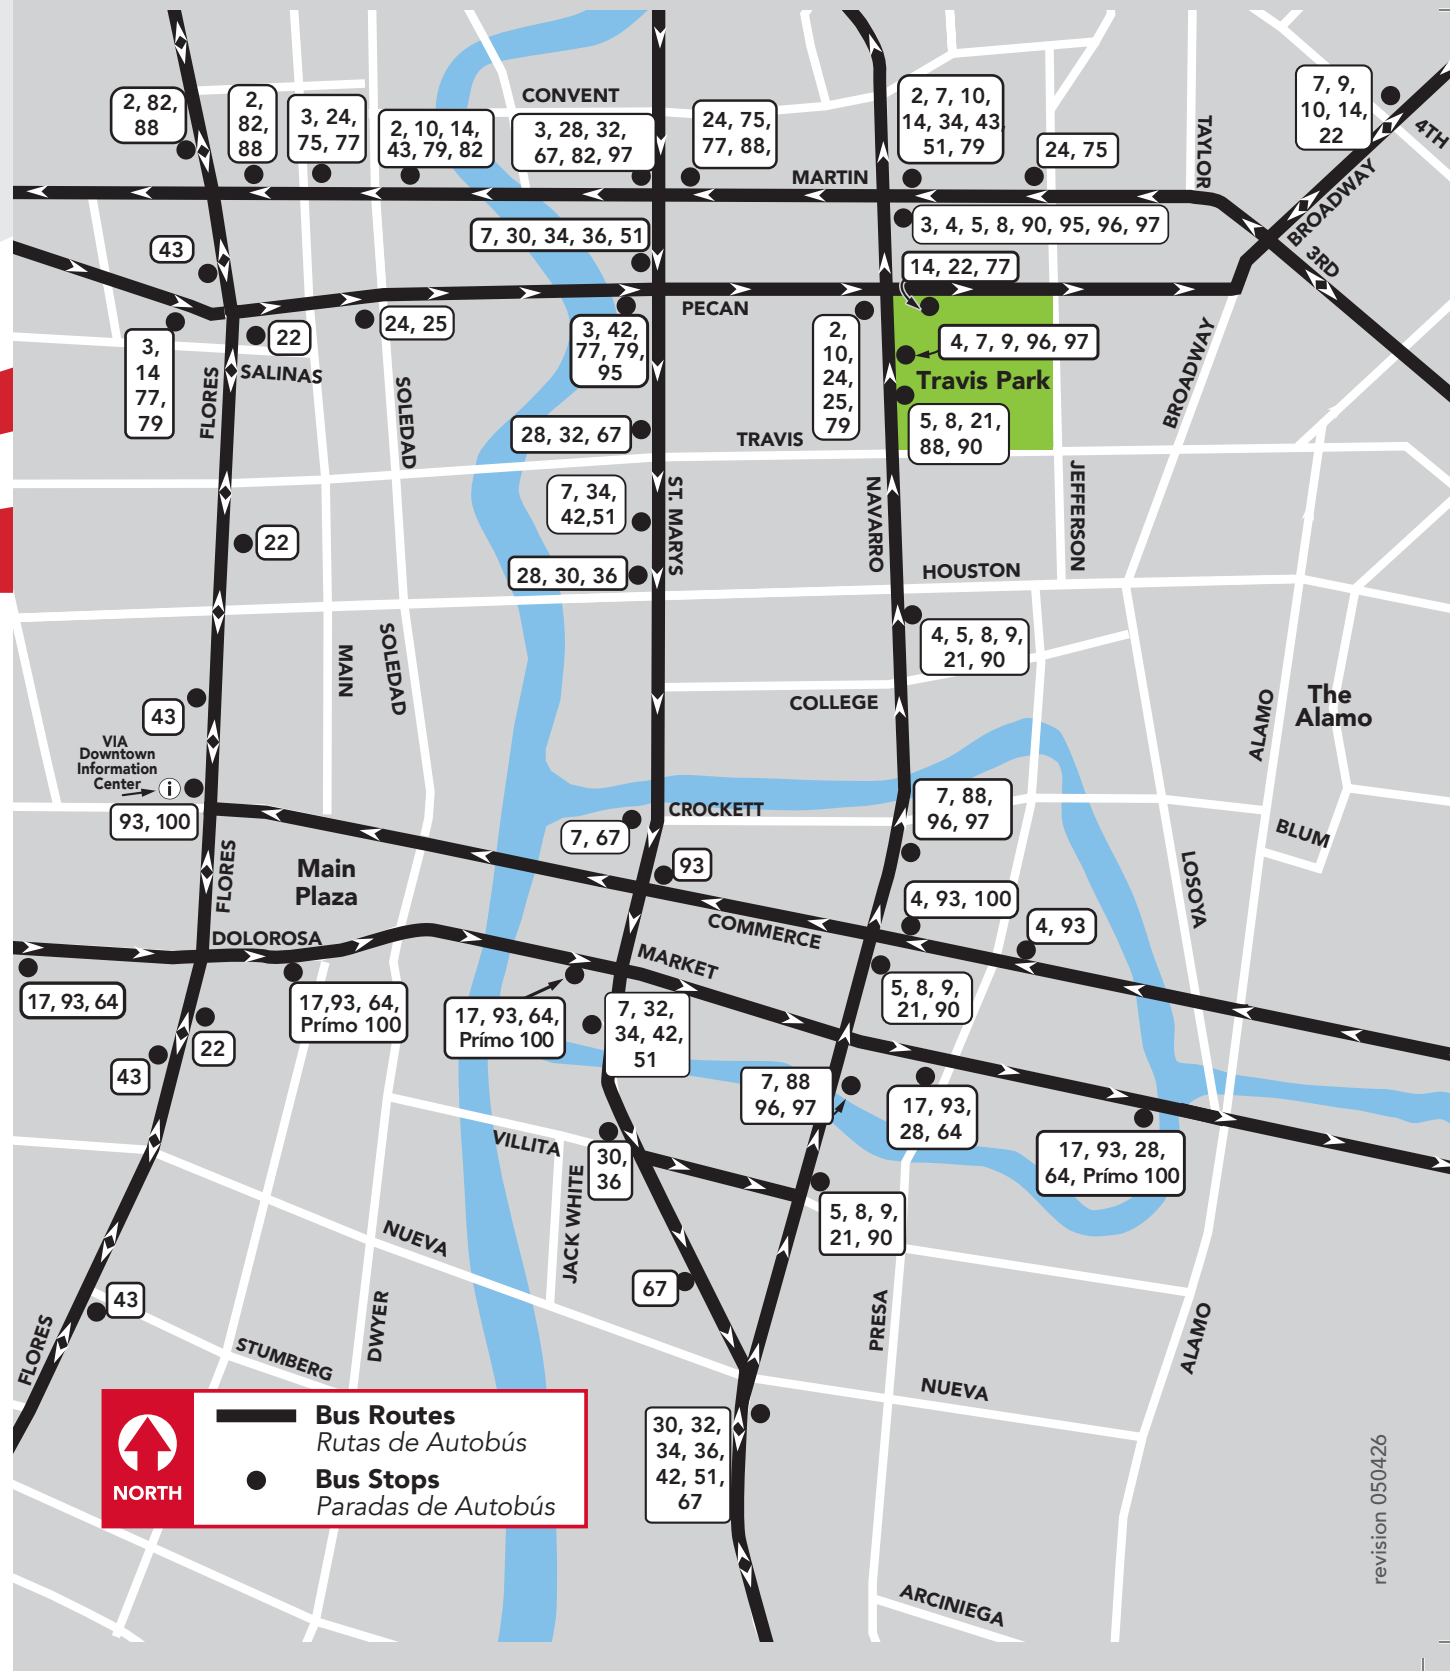 CONVENT
2, 82,
88
2,
82,
88
3, 24,
75, 77
2, 10, 14,
43, 79, 82
3, 28, 32,
67, 82, 97
24, 75,
77, 88,
2, 7, 10,
14, 34, 43,
51, 79
24, 75
TAYLOR
7, 9,
10, 14,
22
4TH
MARTIN
BROADWAY
3RD
43
7, 30, 34, 36, 51
3, 4, 5, 8, 90, 95, 96, 97
14, 22, 77
PECAN
3,
14
77,
79
22
24, 25
3, 42,
77, 79,
95
2,
10,
24,
25,
79
4, 7, 9, 96, 97
Travis Park
5, 8, 21,
88, 90
BROADWAY
FLORES
SALINAS
SOLEDAD
28, 32, 67
TRAVIS
7, 34,
42,51
ST. MARYS
NAVARRO
JEFFERSON
22
28, 30, 36
HOUSTON
4, 5, 8, 9,
21, 90
MAIN
SOLEDAD
43
COLLEGE
ALAMO
The
Alamo
VIA
Downtown
Information
Center
i
93, 100
7, 67
CROCKETT
7, 88,
96, 97
BLUM
FLORES
Main
Plaza
93
4, 93, 100
4, 93
LOSOYA
COMMERCE
DOLOROSA
MARKET
17, 93, 64
17,93, 64,
Prímo 100
17, 93, 64,
Prímo 100
7, 32,
34, 42,
51
5, 8, 9,
21, 90
22
43
7, 88
96, 97
17, 93,
28, 64
17, 93, 28,
64, Prímo 100
VILLITA
30,
36
JACK WHITE
5, 8, 9,
21, 90
NUEVA
67
43
FLORES
STUMBERG
DWYER
PRESA
ALAMO
NUEVA
30, 32,
34, 36,
42, 51,
67
NORTH
Bus Routes
Rutas de Autobús
Bus Stops
Paradas de Autobús
ARCINIEGA
revision 050426